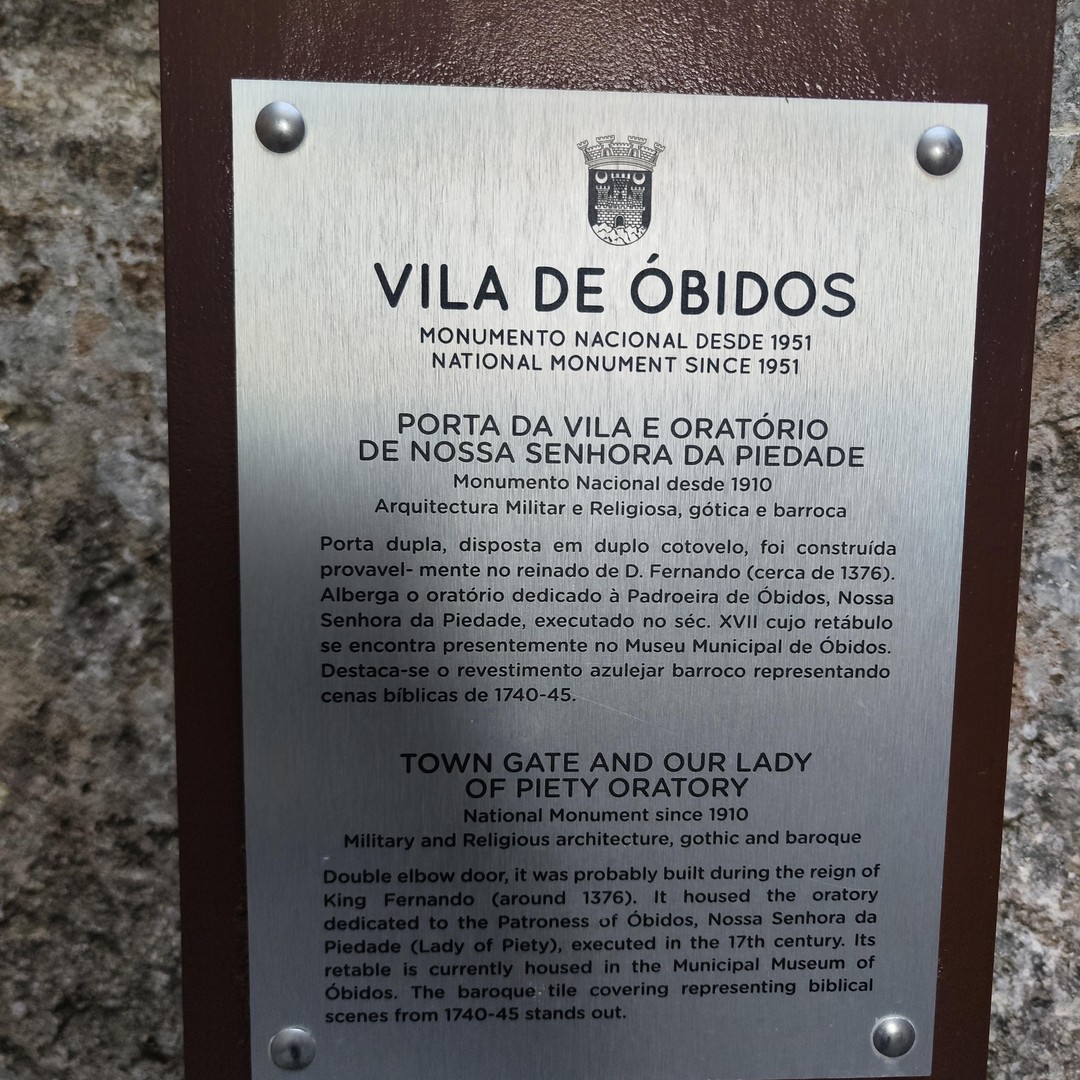 VILA DE ÓBIDOS
MONUMENTO NACIONAL DESDE 1951
NATIONAL MONUMENT SINCE 1951
PORTA DA VILA E ORATÓRIO
DE NOSSA SENHORA DA PIEDADE
Monumento Nacional desde 1910
Arquitectura Militar e Religiosa, gótica e barroca
Porta dupla, disposta em duplo cotovelo, foi construída
provavel- mente no reinado de D. Fernando (cerca de 1376).
Alberga o oratório dedicado à Padroeira de Óbidos, Nossa
Senhora da Piedade, executado no séc. XVII cujo retábulo
se encontra presentemente no Museu Municipal de Óbidos.
Destaca-se o revestimento azulejar barroco representando
cenas bíblicas de 1740-45.
TOWN GATE AND OUR LADY
OF PIETY ORATORY
National Monument since 1910
Military and Religious architecture, gothic and baroque
Double elbow door, it was probably built during the reign of
King Fernando (around 1376). It housed the oratory
dedicated to the Patroness of Óbidos, Nossa Senhora da
Piedade (Lady of Piety), executed in the 17th century. Its
retable is currently housed in the Municipal Museum of
Óbidos. The baroque tile covering representing biblical
scenes from 1740-45 stands out.